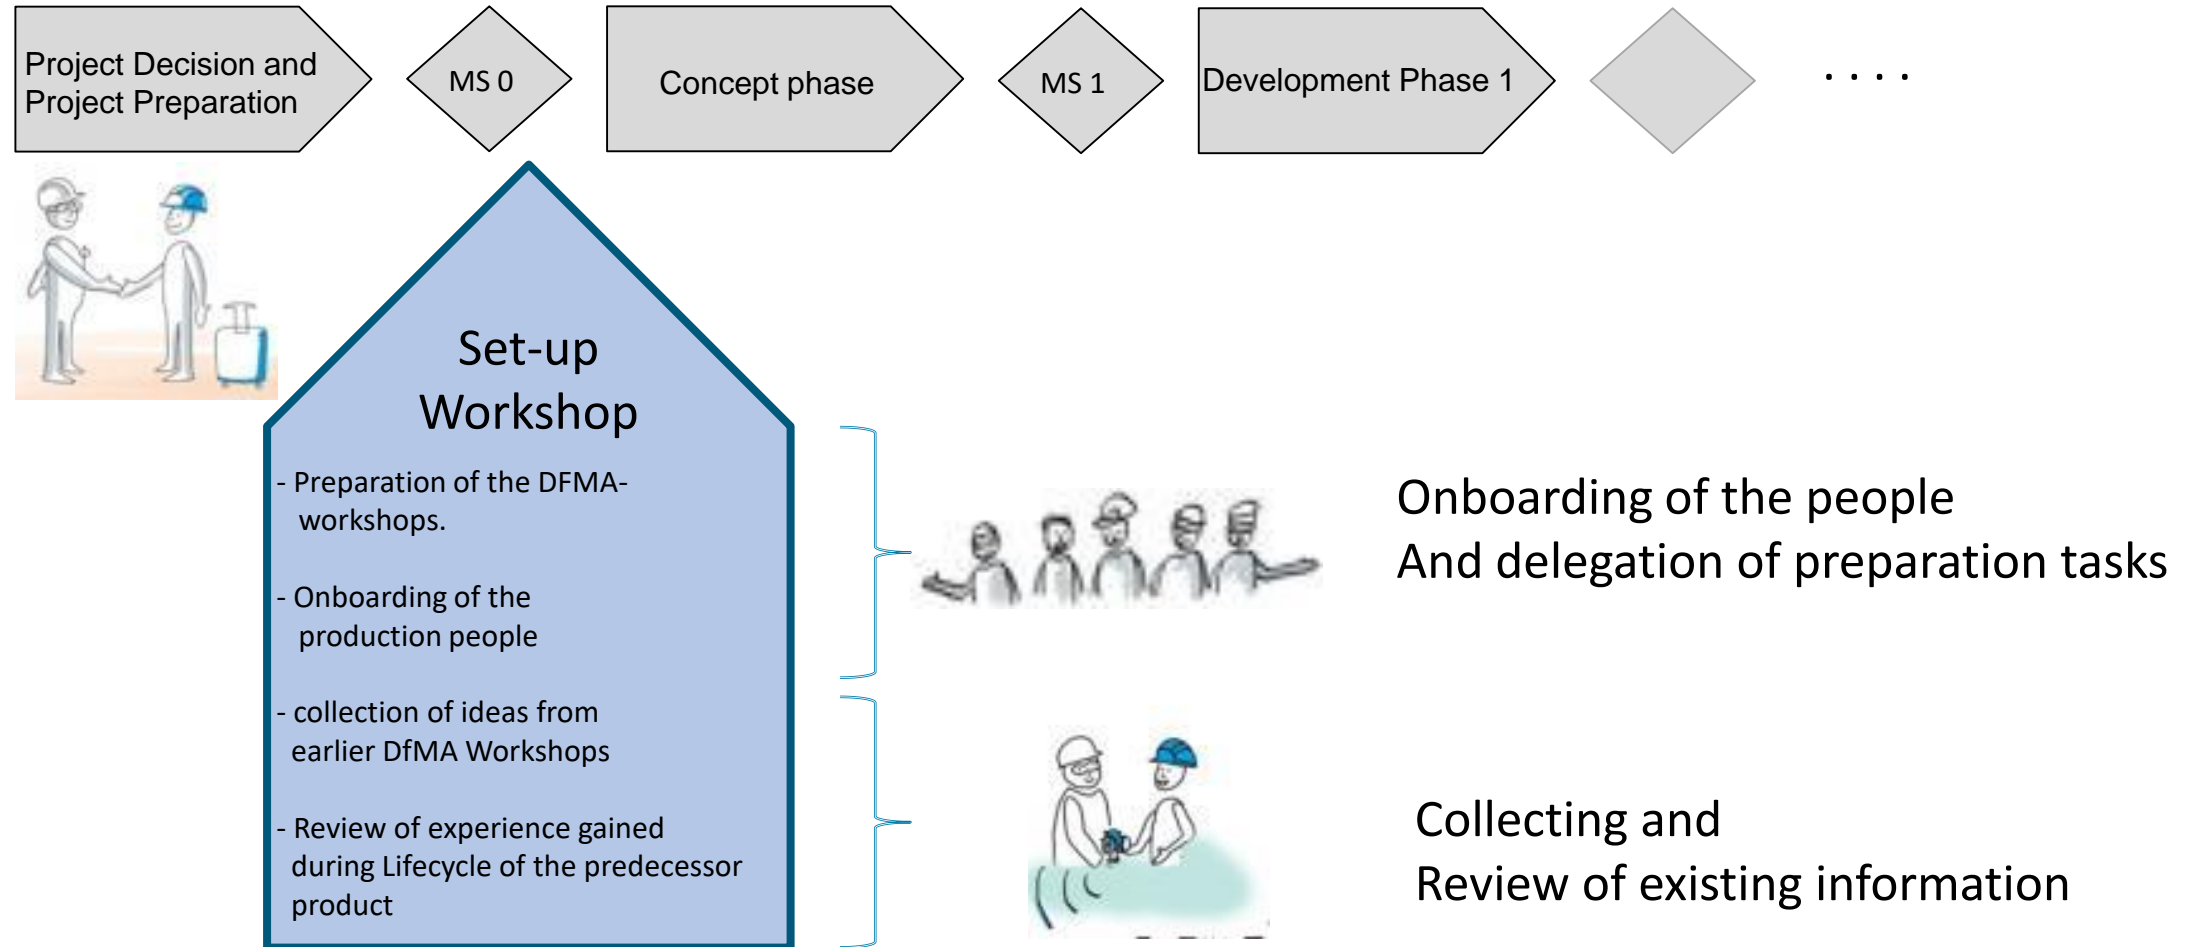 Project Decision and
Project Preparation
MS 0
Concept phase
MS 1
Development Phase 1
. . . .
Set-up
Workshop
- Preparation of the DFMA-
workshops.
- Onboarding of the
production people
- collection of ideas from
earlier DfMA Workshops
- Review of experience gained
during Lifecycle of the predecessor
product
Onboarding of the people
And delegation of preparation tasks
Collecting and
Review of existing information